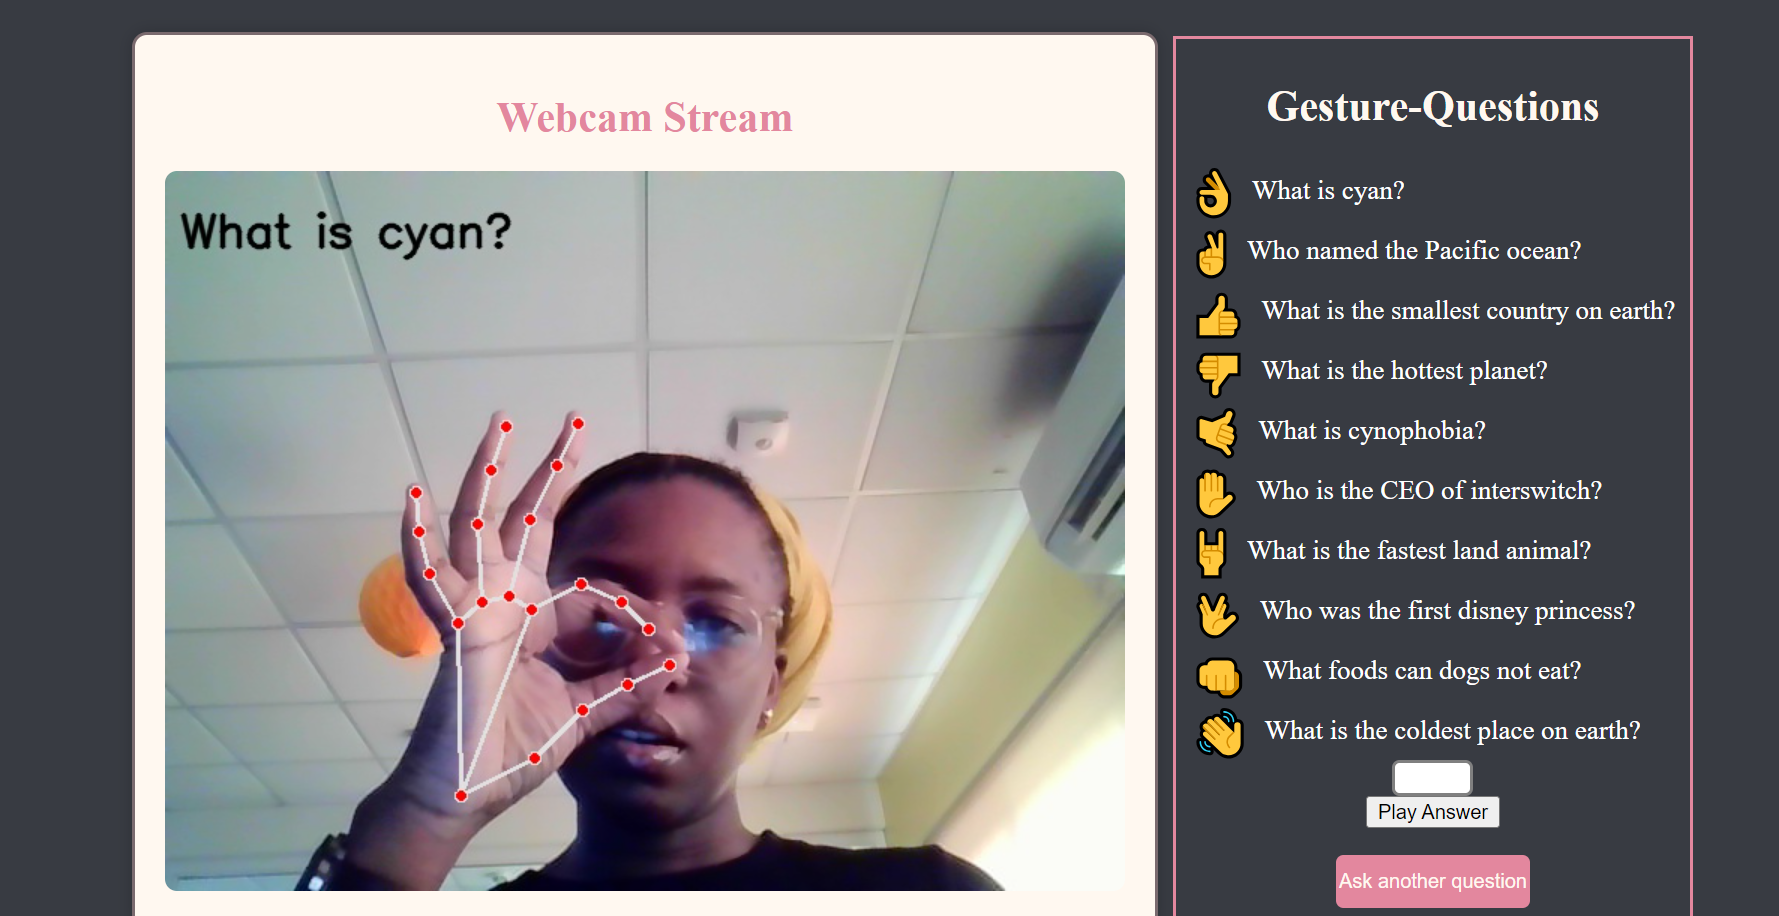 Webcam Stream
What is cyan?
Gesture-Questions
What is cyan?
Who named the Pacific ocean?
What is the smallest country on earth?
What is the hottest planet?
What is cynophobia?
Who is the CEO of interswitch?
What is the fastest land animal?
Who was the first disney princess?
What foods can dogs not eat?
What is the coldest place on earth?
Play Answer
Ask another question